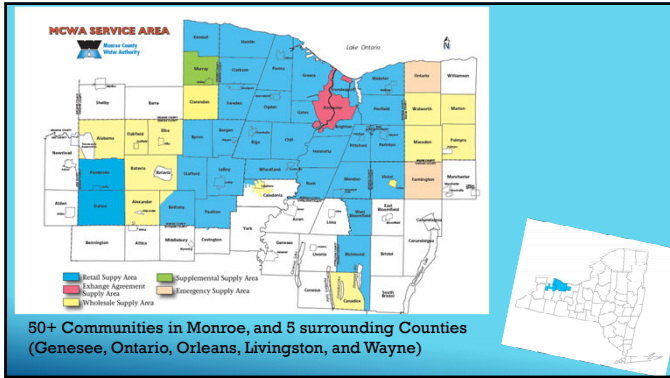 MCWA SERVICE AREA
Monroe County
Water Authority
Lake Ontario
N
Kendall
Hamlin
Murray
Clarkson
Parma
Greece
Irondequoit
Webster
Ontario
Williamson
Shelby
Barre
Clarendon
Sweden
Ogden
Gates
Rochester
Brighton
Penfield
Walworth
Marion
Alabama
Oakfield
Elba
Byron
Bergen
Riga
Chili
Henrietta
Pittsford
Perinton
Macedon
Palmyra
Newstead
Pembroke
Batavia
Batavia
Stafford
LeRoy
Wheatland
Caledonia
Rush
Mendon
Victor
Farmington
Manchester
Alden
Darien
Alexander
Bethany
Pavilion
York
Avon
Lima
West
Bloomfield
East
Bloomfield
Canandaigua
Canandaigua
Bennington
Attica
Middlebury
Covington
Geneseo
Livonia
Richmond
Bristol
Conesus
Canadice
South
Bristol
Retail Suppy Area
Exhange Agreement
Supply Area
Wholesale Supply Area
Supplemental Supply Area
Emergency Supply Area
50+ Communities in Monroe, and 5 surrounding Counties
(Genesee, Ontario, Orleans, Livingston, and Wayne)